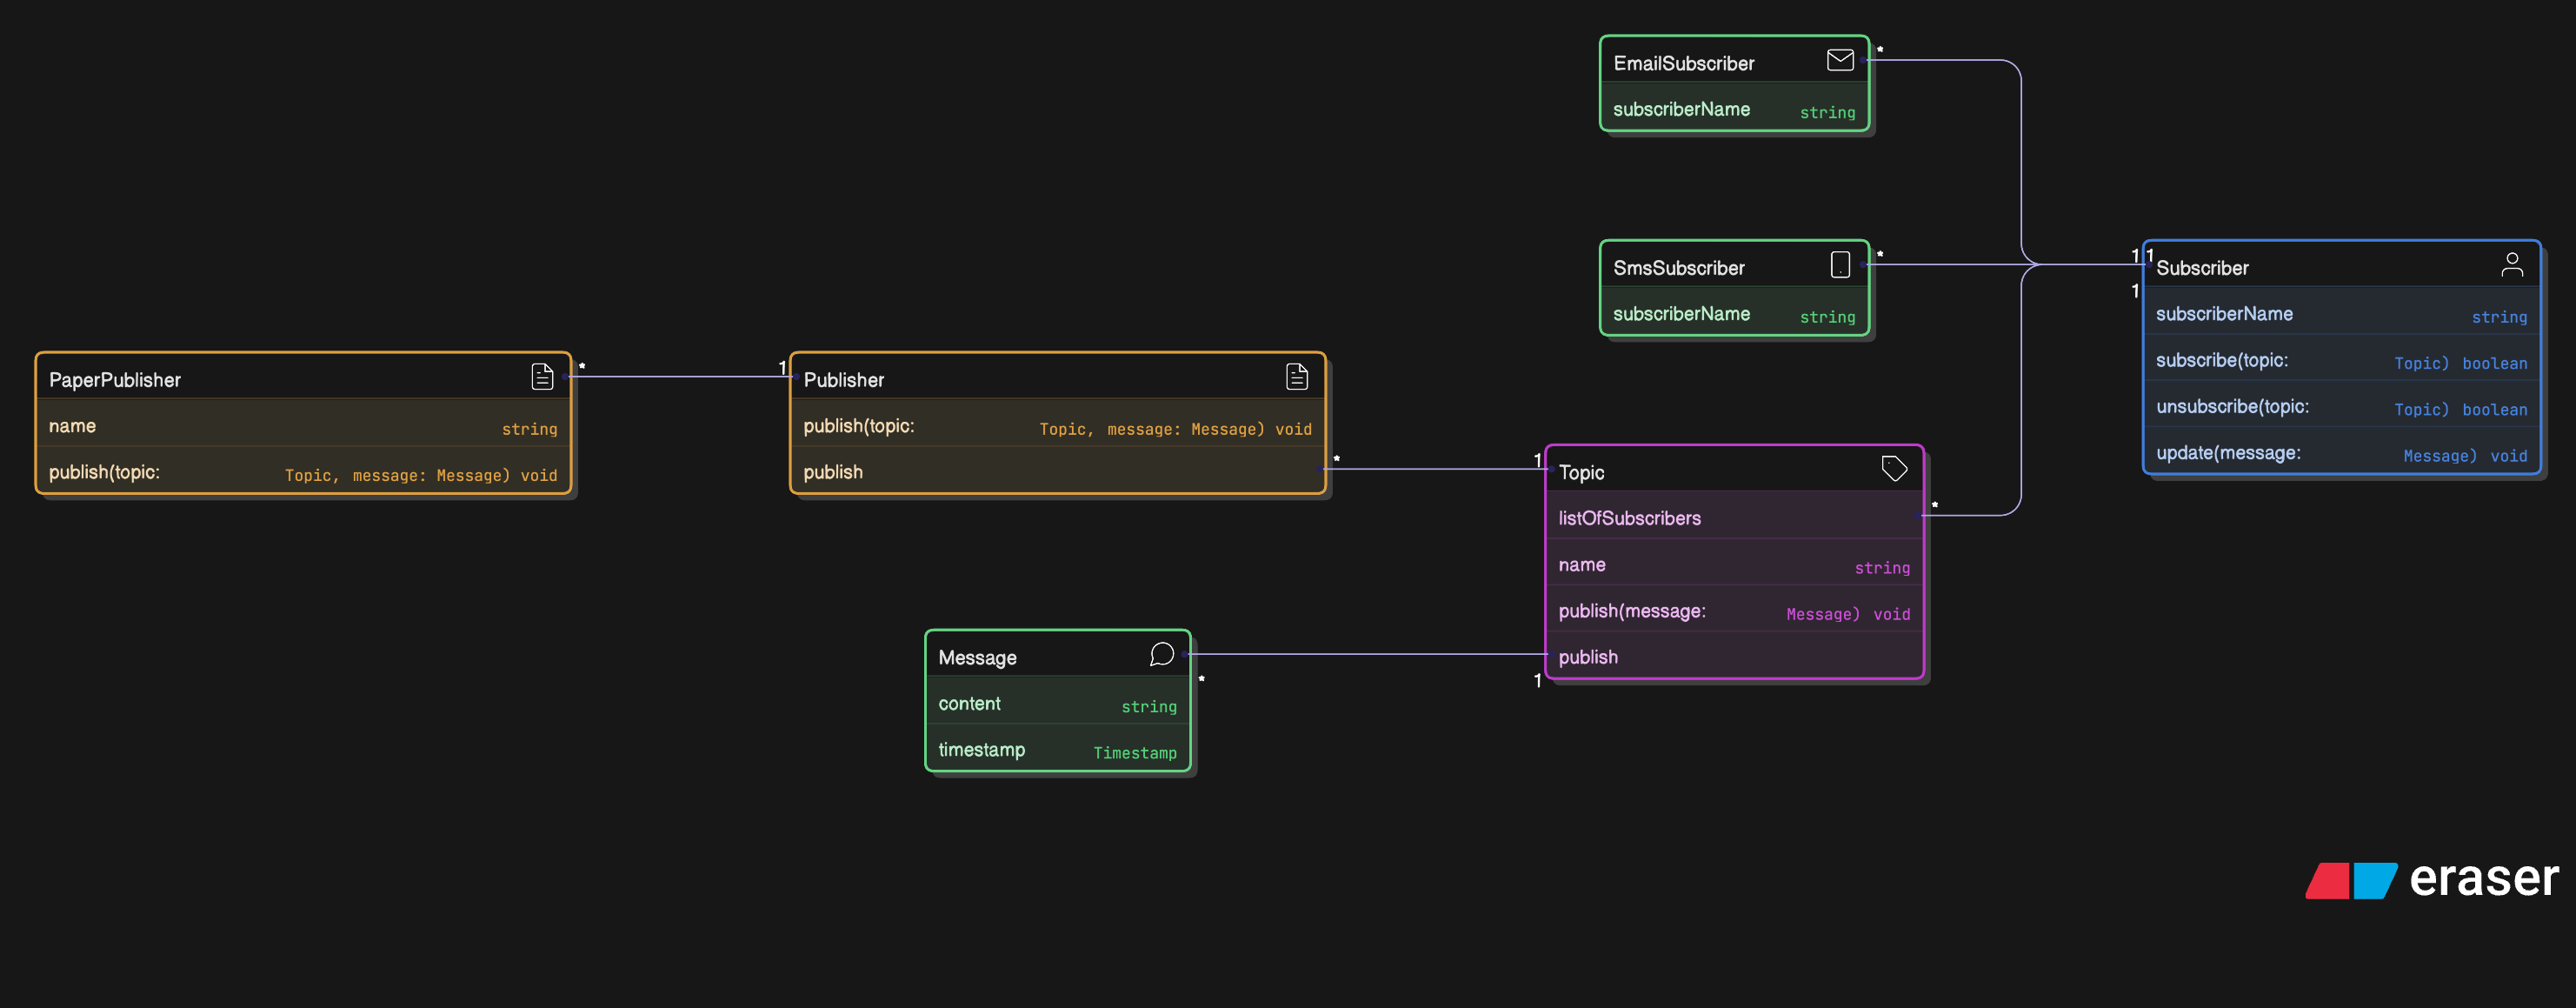 EmailSubscriber
*
subscriberName string
SmsSubscriber
*
subscriberName string
1 1
1
Subscriber
subscriberName string
subscribe(topic: Topic) boolean
unsubscribe(topic: Topic) boolean
update(message: Message) void
PaperPublisher
*
name string
publish(topic: Topic, message: Message) void
1
Publisher
publish(topic: Topic, message: Message) void
publish
*
1
Topic
listOfSubscribers
*
name string
publish(message: Message) void
publish
1
Message
*
content string
timestamp Timestamp
eraser